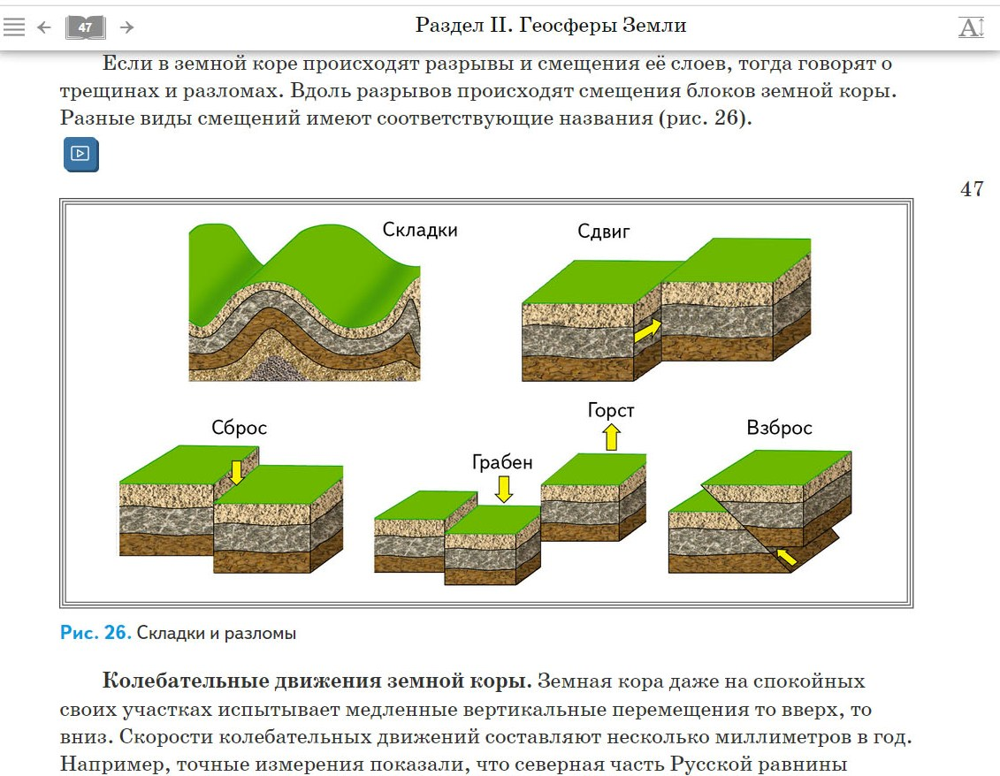 47
Раздел II. Геосферы Земли
А
Если в земной коре происходят разрывы и смещения её слоев, тогда говорят о
трещинах и разломах. Вдоль разрывов происходят смещения блоков земной коры.
Разные виды смещений имеют соответствующие названия (рис. 26).
47
Складки
Сдвиг
Сброс
Грабен
Горст
Взброс
Рис. 26. Складки и разломы
Колебательные движения земной коры. Земная кора даже на спокойных
своих участках испытывает медленные вертикальные перемещения то вверх, то
вниз. Скорости колебательных движений составляют несколько миллиметров в год.
Например, точные измерения показали, что северная часть Русской равнины